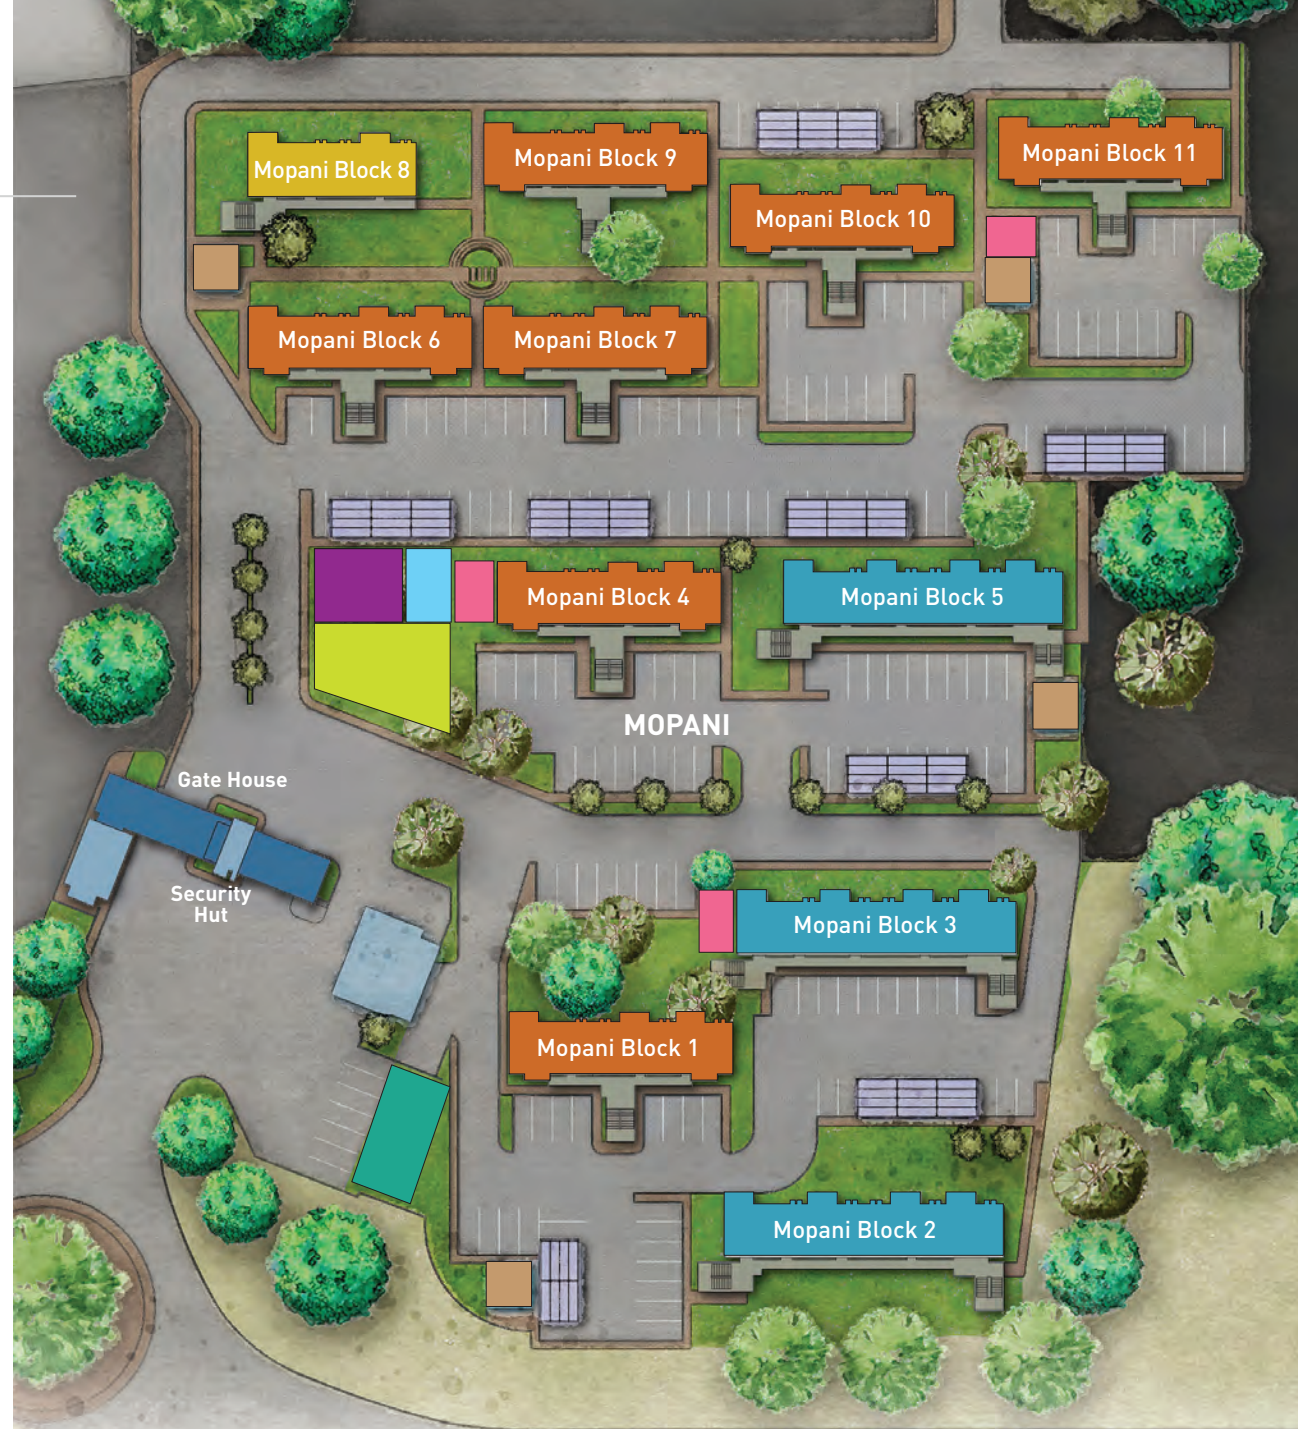 Mopani Block 8
Mopani Block 9
Mopani Block 11
Mopani Block 10
Mopani Block 6
Mopani Block 7
Mopani Block 4
Mopani Block 5
MOPANI
Gate House
Security
Hut
Mopani Block 3
Mopani Block 1
Mopani Block 2